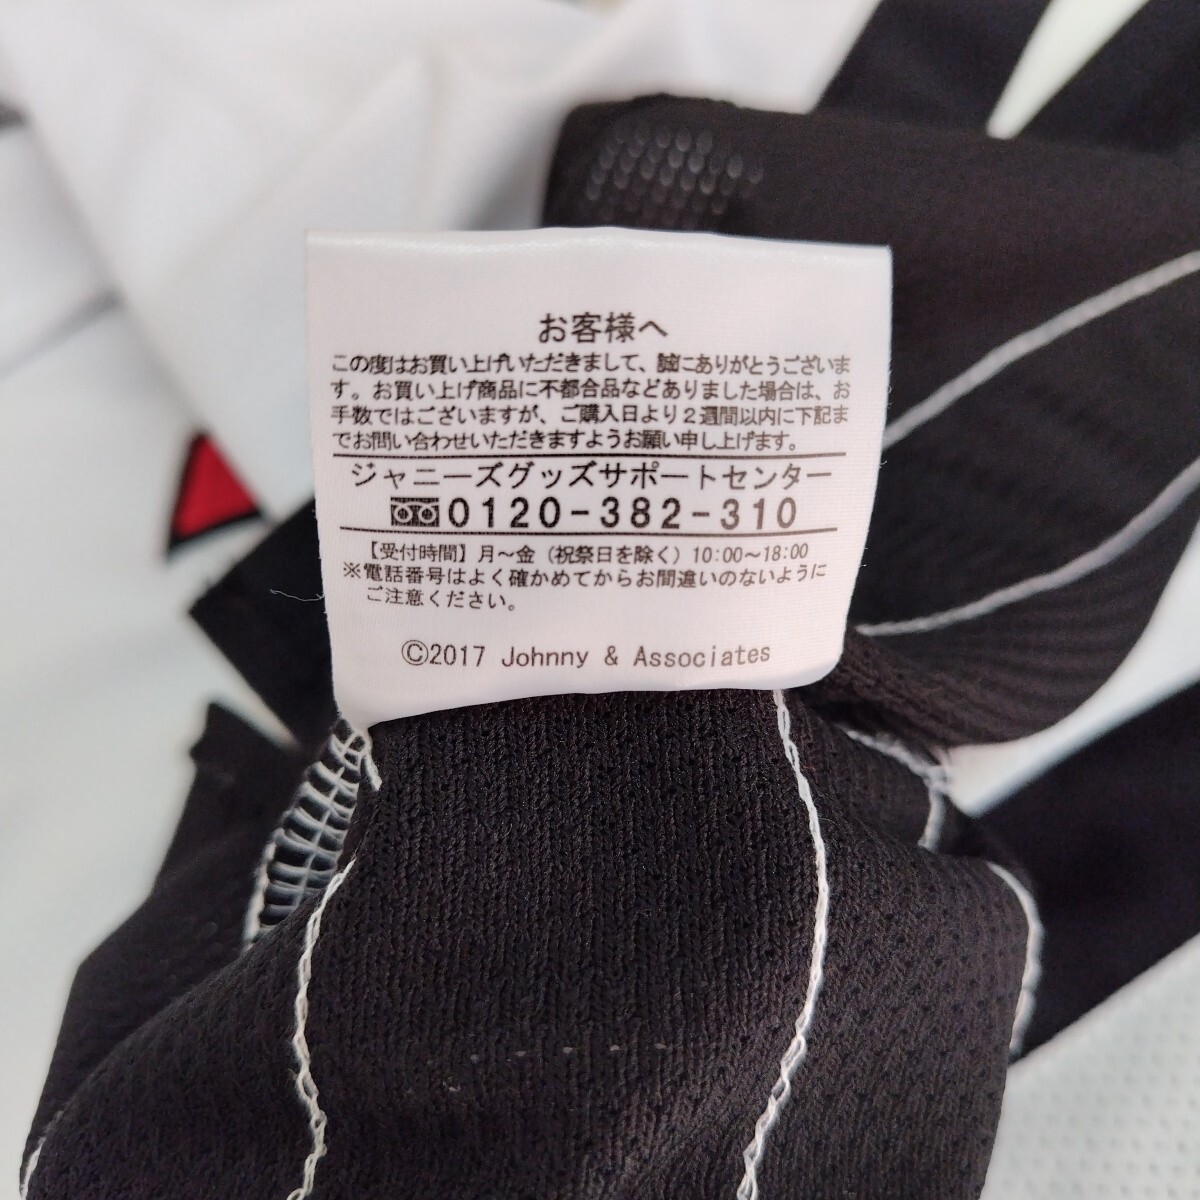 お客様へ
この度はお買い上げいただきまして、誠にありがとうございま
す。お買い上げ商品に不都合品などありました場合は、お
手数ではございますが、ご購入日より2週間以内に下記ま
でお問い合わせいただきますようお願い申し上げます。
ジャニーズグッズサポートセンター
0120-382-310
【受付時間】月～金（祝祭日を除く）10:00～18:00
※電話番号はよく確かめてからお間違いのないように
ご注意ください。
©2017 Johnny & Associates